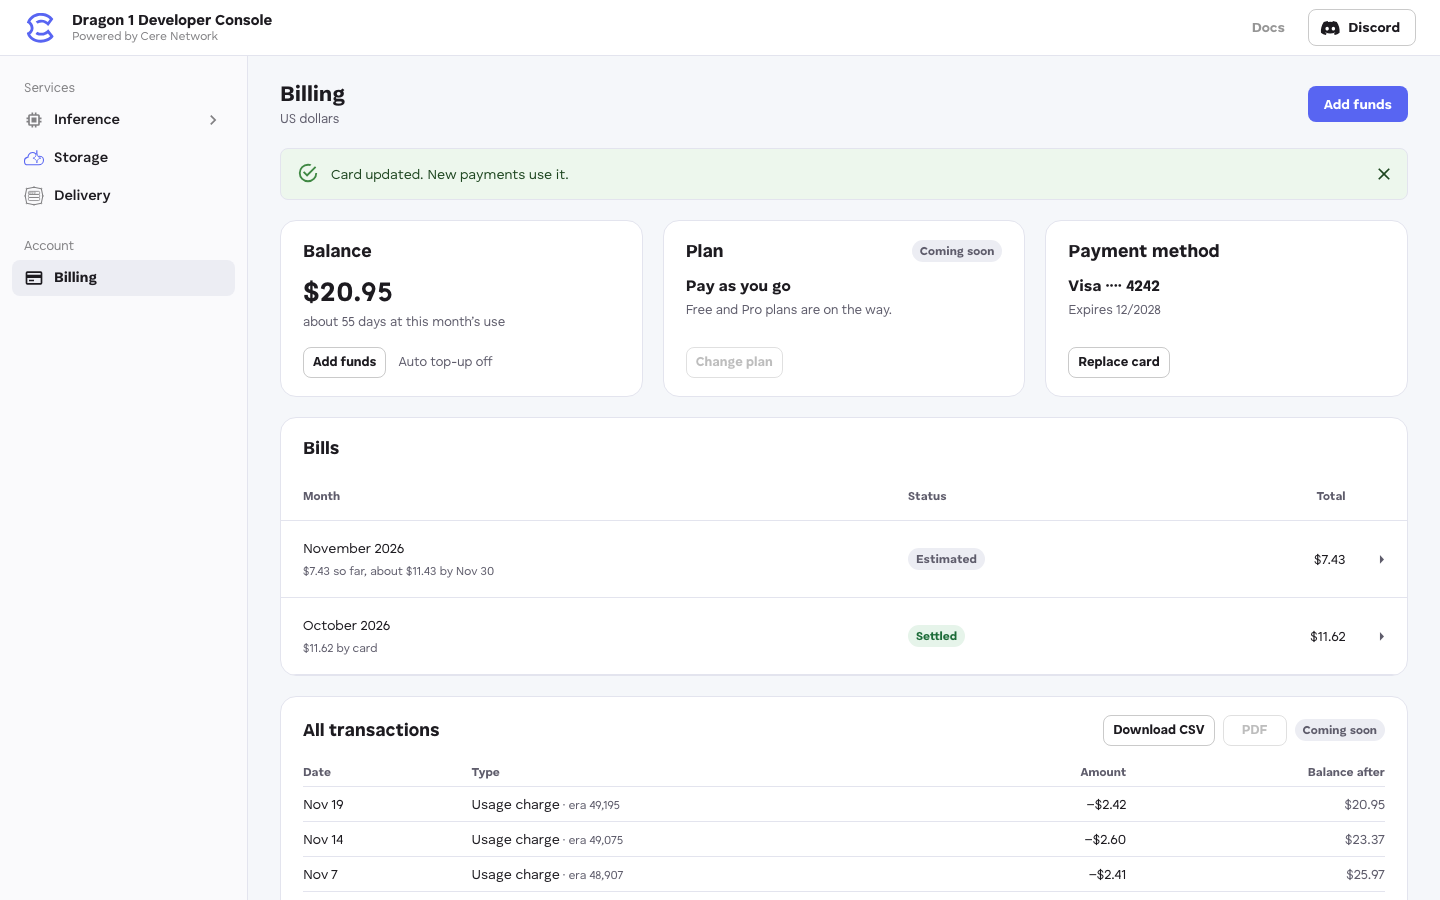 Dragon 1 Developer Console
Powered by Cere Network
Docs
Discord
Services
Inference
Storage
Delivery
Account
Billing
Billing
US dollars
Add funds
Card updated. New payments use it.
Balance
$20.95
about 55 days at this month's use
Add funds
Auto top-up off
Plan
Coming soon
Pay as you go
Free and Pro plans are on the way.
Change plan
Payment method
Visa ···· 4242
Expires 12/2028
Replace card
Bills
Month Status Total
November 2026
$7.43 so far, about $11.43 by Nov 30
Estimated
$7.43
October 2026
$11.62 by card
Settled
$11.62
All transactions
Download CSV
PDF
Coming soon
Date Type Amount Balance after
Nov 19 Usage charge · era 49,195 −$2.42 $20.95
Nov 14 Usage charge · era 49,075 −$2.60 $23.37
Nov 7 Usage charge · era 48,907 −$2.41 $25.97